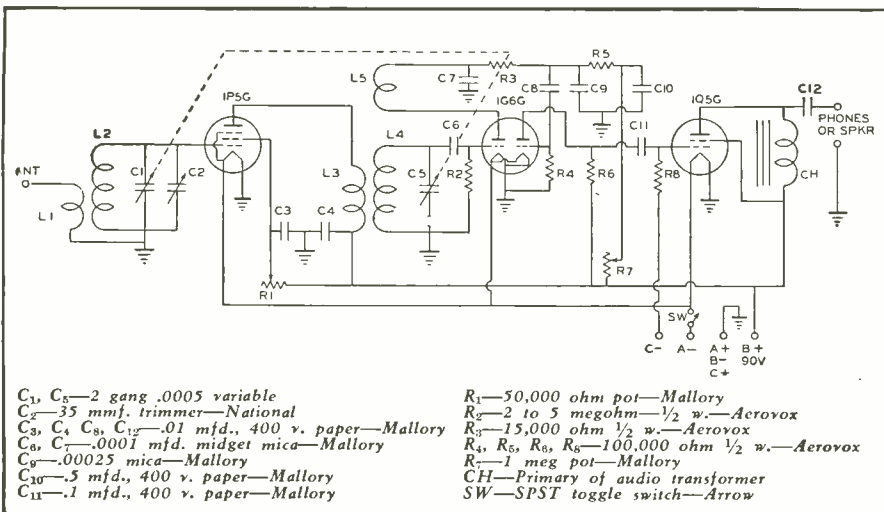 L5
C7
R3
R5
C8
C9
C10
C12
1P5G
1G6G
1Q5G
PHONES
OR SPKR
L2
L4
C6
C11
ANT
C1
C2
L3
C5
R2
R4
R6
R8
CH
L1
C3
C4
R7
R1
SW
C-
A-
A+
B-
C+
B+
90V
C1, C5—2 gang .0005 variable
C2—35 mmf. trimmer—National
C3, C4 C8, C12—.01 mfd., 400 v. paper—Mallory
C6, C7—.0001 mfd. midget mica—Mallory
C9—.00025 mica—Mallory
C10—.5 mfd., 400 v. paper—Mallory
C11—.1 mfd., 400 v. paper—Mallory
R1—50,000 ohm pot—Mallory
R2—2 to 5 megohm—½ w.—Aerovox
R3—15,000 ohm ½ w.—Aerovox
R4, R5, R6, R8—100,000 ohm ½ w.—Aerovox
R7—1 meg pot—Mallory
CH—Primary of audio transformer
SW—SPST toggle switch—Arrow